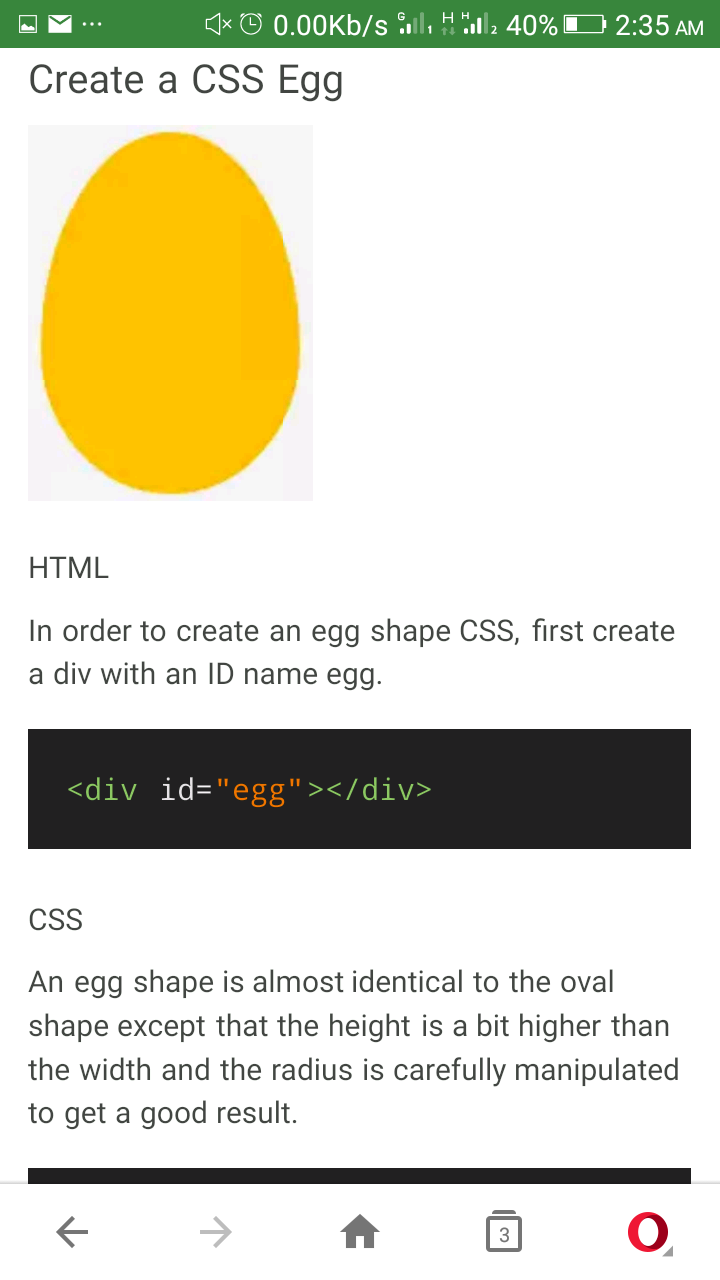 0.00Kb/s G 1 H H 2 40% 2:35 AM
Create a CSS Egg
HTML
In order to create an egg shape CSS, first create
a div with an ID name egg.
<div id="egg"></div>
CSS
An egg shape is almost identical to the oval
shape except that the height is a bit higher than
the width and the radius is carefully manipulated
to get a good result.
3